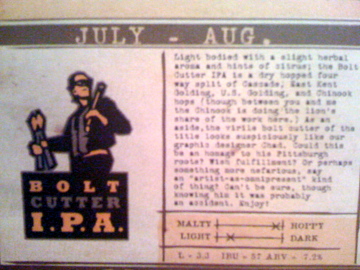 JULY - AUG.
Light bodied with a slight herbal
aroma and hints of citrus; the Bolt
Cutter IPA is a dry hopped four
way split of Cascade, East Kent
Golding, U.S. Golding, and Chinook
hops (though between you and me
the Chinook is doing the lion's
share of the work here.) As an
aside, the virile bolt cutter of the
title looks suspiciously like our
graphic designer Chad. Could this
be an homage to his Pittsburgh
roots? Wish fulfillment? Or perhaps
something more nefarious, say
an "artist-as-omnipresent" kind
of thing? Can't be sure, though
knowing him it was probably
an accident. Enjoy!
BOLT
CUTTER
I.P.A.
MALTY HOPPY
LIGHT DARK
L - 3.3 IBU - 57 ABV - 7.2%